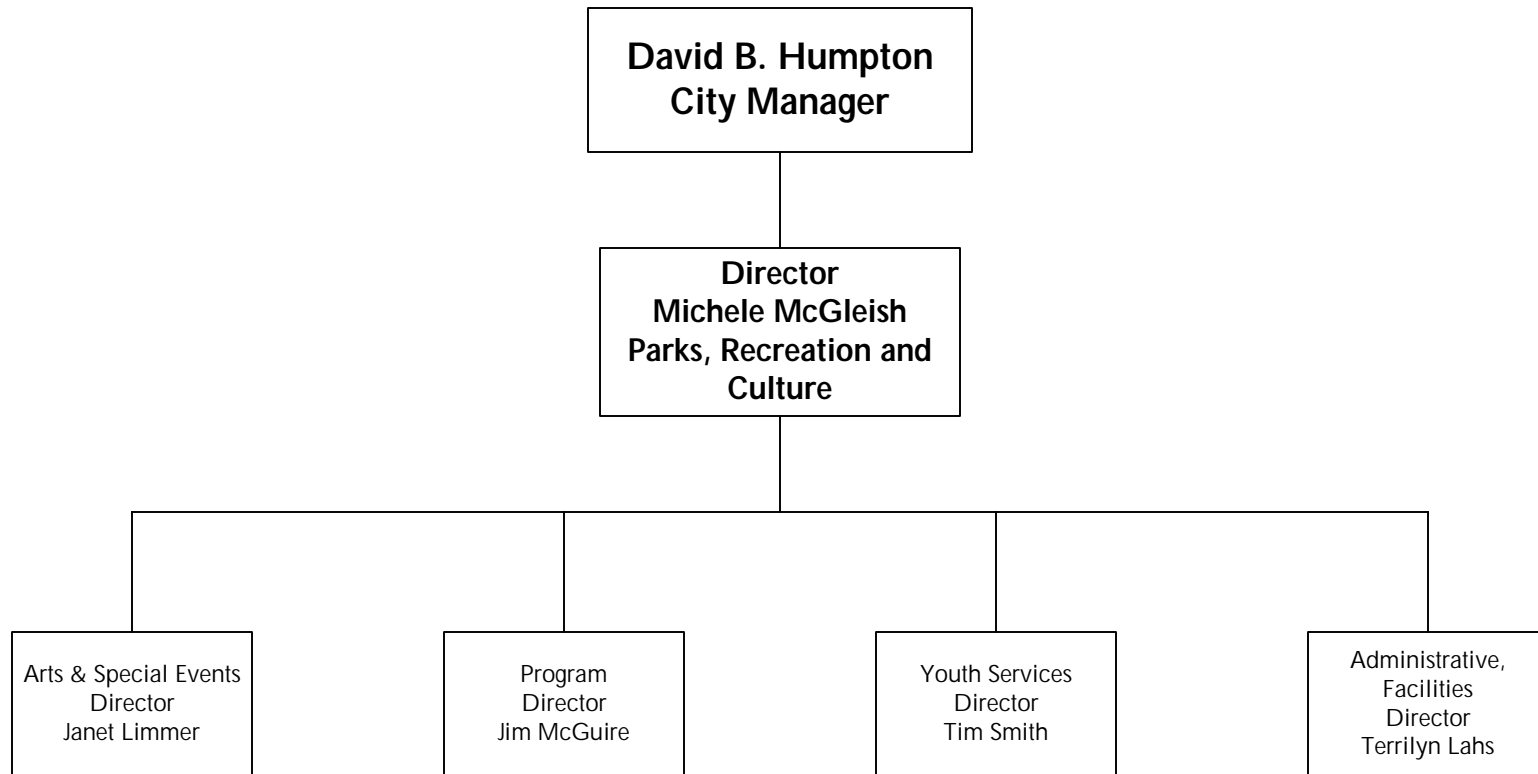 David B. Humpton
City Manager
Director
Michele McGleish
Parks, Recreation and
Culture
Arts & Special Events
Director
Janet Limmer
Program
Director
Jim McGuire
Youth Services
Director
Tim Smith
Administrative,
Facilities
Director
Terrilyn Lahs